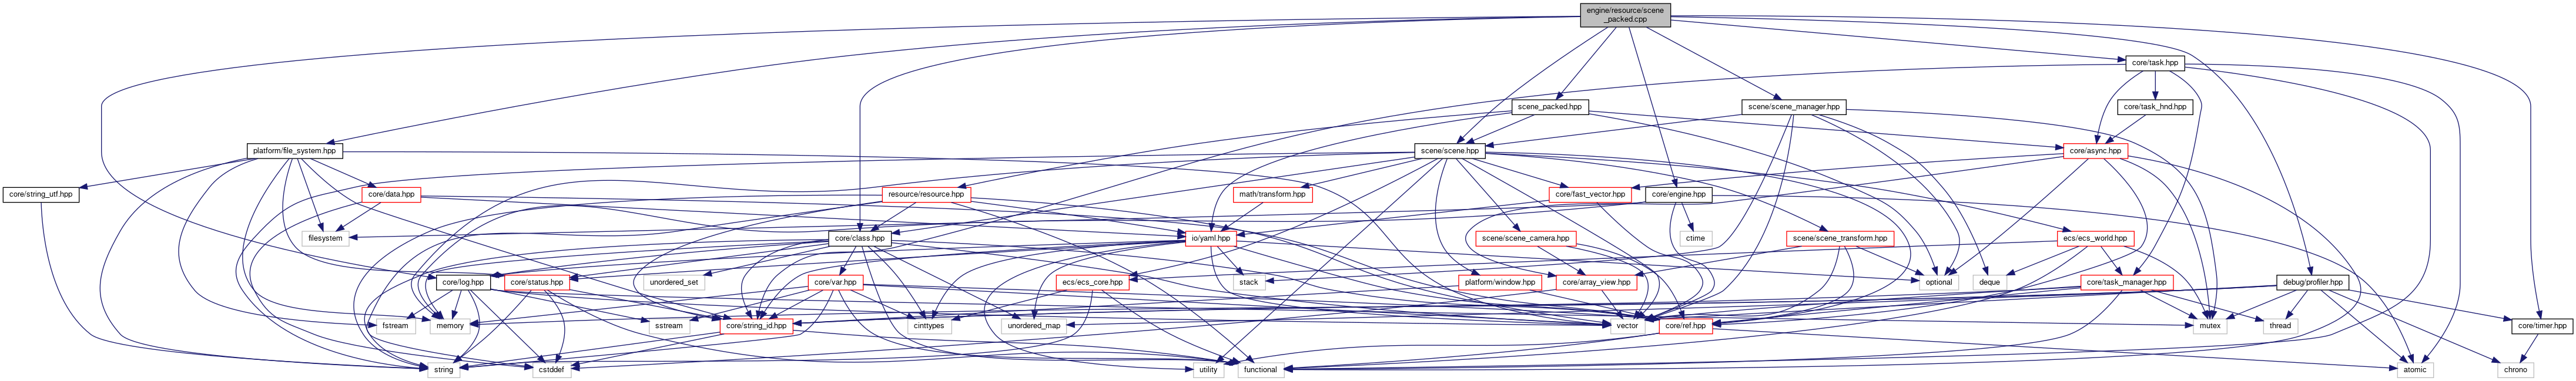 engine/resource/scene
_packed.cpp
core/task.hpp
scene_packed.hpp
scene/scene_manager.hpp
core/task_hnd.hpp
platform/file_system.hpp
scene/scene.hpp
core/async.hpp
core/string_utf.hpp
core/data.hpp
resource/resource.hpp
math/transform.hpp
core/fast_vector.hpp
core/engine.hpp
filesystem
core/class.hpp
io/yaml.hpp
scene/scene_camera.hpp
ctime
scene/scene_transform.hpp
ecs/ecs_world.hpp
core/log.hpp
core/status.hpp
unordered_set
core/var.hpp
ecs/ecs_core.hpp
stack
platform/window.hpp
core/array_view.hpp
optional
deque
core/task_manager.hpp
debug/profiler.hpp
fstream
memory
sstream
core/string_id.hpp
cinttypes
unordered_map
vector
core/ref.hpp
mutex
thread
core/timer.hpp
string
cstddef
utility
functional
atomic
chrono